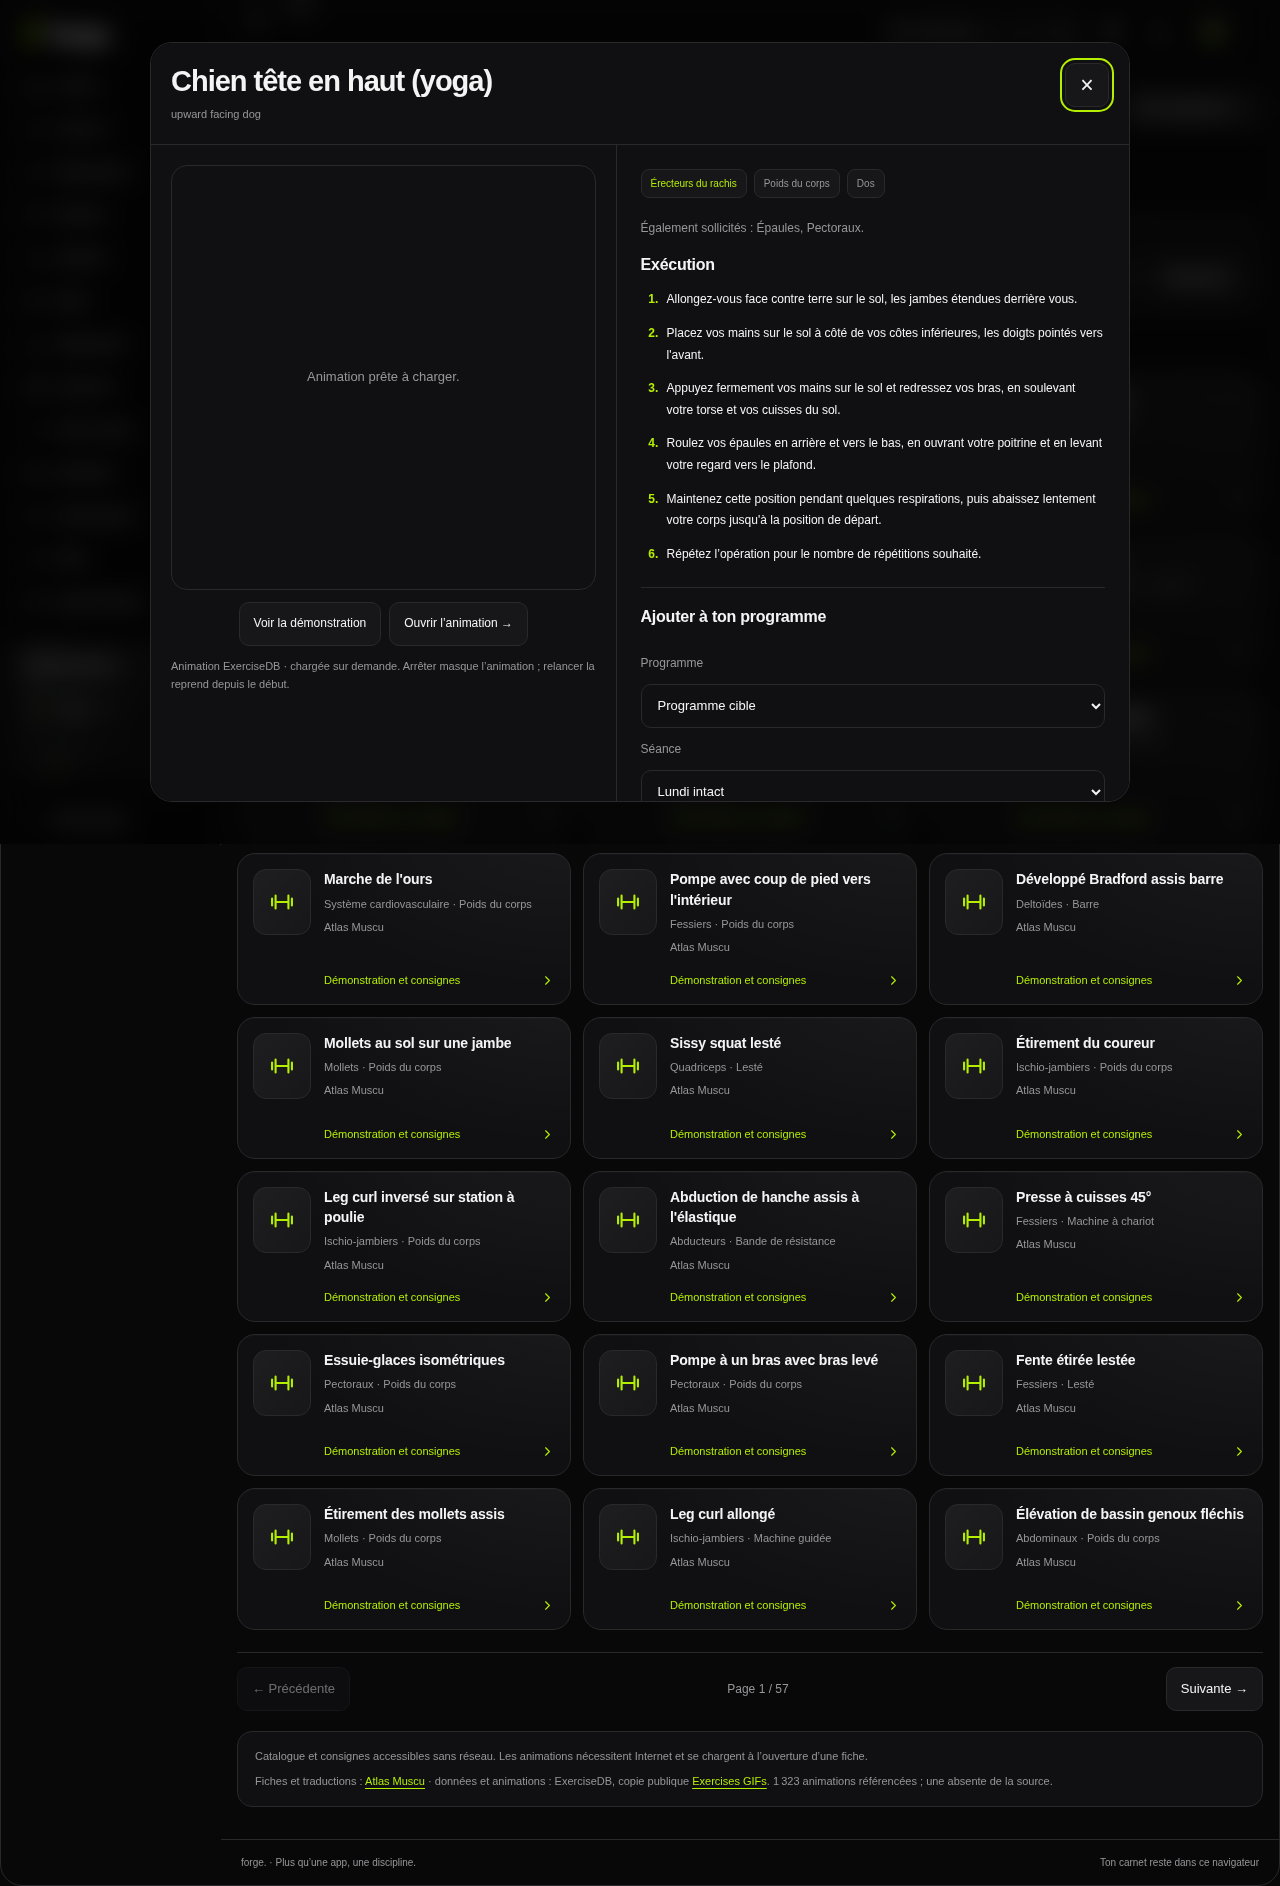 Chien tête en haut (yoga)
upward facing dog
Animation prête à charger.
Voir la démonstration
Ouvrir l'animation →
Animation ExerciseDB · chargée sur demande. Arrêter masque l'animation ; relancer la
reprend depuis le début.
Érecteurs du rachis
Poids du corps
Dos
Également sollicités : Épaules, Pectoraux.
Exécution
1. Allongez-vous face contre terre sur le sol, les jambes étendues derrière vous.
2. Placez vos mains sur le sol à côté de vos côtes inférieures, les doigts pointés vers
l'avant.
3. Appuyez fermement vos mains sur le sol et redressez vos bras, en soulevant
votre torse et vos cuisses du sol.
4. Roulez vos épaules en arrière et vers le bas, en ouvrant votre poitrine et en levant
votre regard vers le plafond.
5. Maintenez cette position pendant quelques respirations, puis abaissez lentement
votre corps jusqu'à la position de départ.
6. Répétez l'opération pour le nombre de répétitions souhaité.
Ajouter à ton programme
Programme
Programme cible
Séance
Lundi intact
Marche de l'ours
Système cardiovasculaire · Poids du corps
Atlas Muscu
Démonstration et consignes
Pompe avec coup de pied vers
l'intérieur
Fessiers · Poids du corps
Atlas Muscu
Démonstration et consignes
Développé Bradford assis barre
Deltoïdes · Barre
Atlas Muscu
Démonstration et consignes
Mollets au sol sur une jambe
Mollets · Poids du corps
Atlas Muscu
Démonstration et consignes
Sissy squat lesté
Quadriceps · Lesté
Atlas Muscu
Démonstration et consignes
Étirement du coureur
Ischio-jambiers · Poids du corps
Atlas Muscu
Démonstration et consignes
Leg curl inversé sur station à
poulie
Ischio-jambiers · Poids du corps
Atlas Muscu
Démonstration et consignes
Abduction de hanche assis à
l'élastique
Abducteurs · Bande de résistance
Atlas Muscu
Démonstration et consignes
Presse à cuisses 45°
Fessiers · Machine à chariot
Atlas Muscu
Démonstration et consignes
Essuie-glaces isométriques
Pectoraux · Poids du corps
Atlas Muscu
Démonstration et consignes
Pompe à un bras avec bras levé
Pectoraux · Poids du corps
Atlas Muscu
Démonstration et consignes
Fente étirée lestée
Fessiers · Lesté
Atlas Muscu
Démonstration et consignes
Étirement des mollets assis
Mollets · Poids du corps
Atlas Muscu
Démonstration et consignes
Leg curl allongé
Ischio-jambiers · Machine guidée
Atlas Muscu
Démonstration et consignes
Élévation de bassin genoux fléchis
Abdominaux · Poids du corps
Atlas Muscu
Démonstration et consignes
← Précédente
Page 1 / 57
Suivante →
Catalogue et consignes accessibles sans réseau. Les animations nécessitent Internet et se chargent à l'ouverture d'une fiche.
Fiches et traductions : Atlas Muscu · données et animations : ExerciseDB, copie publique Exercises GIFs. 1 323 animations référencées ; une absente de la source.
forge. · Plus qu'une app, une discipline.
Ton carnet reste dans ce navigateur